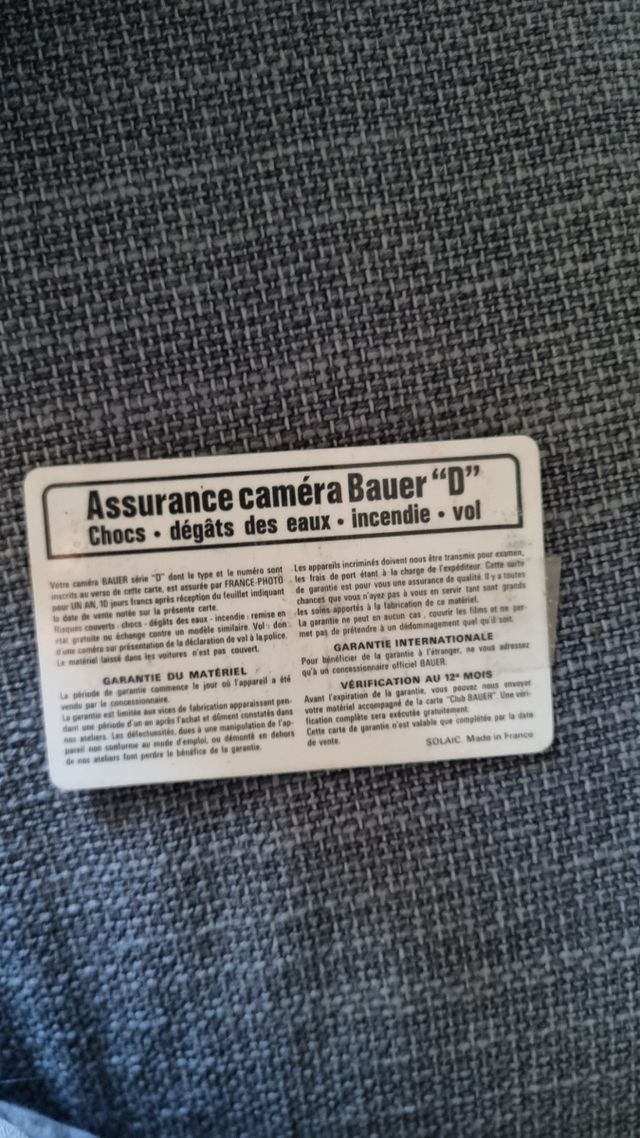 Assurance caméra Bauer “D”
Chocs • dégâts des eaux • incendie • vol
Votre caméra BAUER série "D" dont le type et le numéro sont
inscrits au verso de cette carte, est assurée par FRANCE-PHOTO
pour UN AN, 10 jours francs après réception du feuillet indiquant
la date de vente notée sur la présente carte.
Risques couverts : chocs - dégâts des eaux - incendie : remise en
état gratuite ou échange contre un modèle similaire. Vol : don
d'une caméra sur présentation de la déclaration de vol à la police.
Le matériel laissé dans les voitures n'est pas couvert.
GARANTIE DU MATÉRIEL
La période de garantie commence le jour où l'appareil a été
vendu par le concessionnaire.
La garantie est limitée aux vices de fabrication apparaissant pen-
dant une période d'un an après l'achat et dûment constatés dans
nos ateliers. Les défectuosités, dues à une manipulation de l'ap-
pareil non conforme au mode d'emploi, ou démonté en dehors
de nos ateliers font perdre le bénéfice de la garantie.
Les appareils incriminés doivent nous être transmis pour examen,
les frais de port étant à la charge de l'expéditeur. Cette carte
de garantie est pour vous une assurance de qualité. Il y a toutes
chances que vous n'ayez pas à vous en servir tant sont grands
les soins apportés à la fabrication de ce matériel.
La garantie ne peut en aucun cas, couvrir les films et ne per-
met pas de prétendre à un dédommagement quel qu'il soit.
GARANTIE INTERNATIONALE
Pour bénéficier de la garantie à l'étranger, ne vous adressez
qu'à un concessionnaire officiel BAUER.
VÉRIFICATION AU 12e MOIS
Avant l'expiration de la garantie, vous pouvez nous envoyer
votre matériel accompagné de la carte "Club BAUER". Une véri-
fication complète sera exécutée gratuitement.
Cette carte de garantie n'est valable que complétée par la date
de vente.
SOLAIC. Made in France